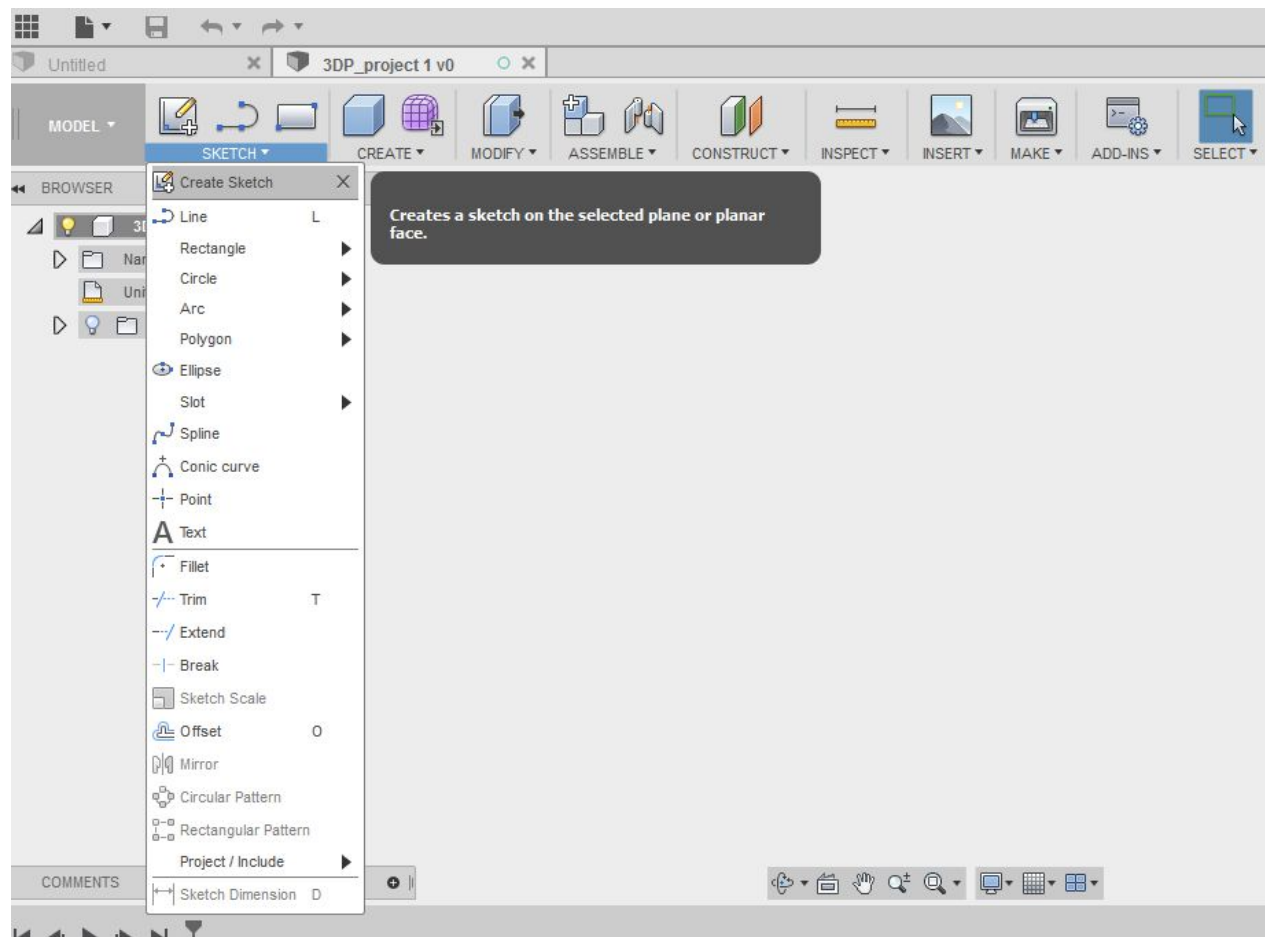 Untitled
3DP_project 1 v0
MODEL
SKETCH
CREATE
MODIFY
ASSEMBLE
CONSTRUCT
INSPECT
INSERT
MAKE
ADD-INS
SELECT
BROWSER
Create Sketch
Creates a sketch on the selected plane or planar
face.
Line L
Rectangle
Circle
Arc
Polygon
Ellipse
Slot
Spline
Conic curve
Point
Text
Fillet
Trim T
Extend
Break
Sketch Scale
Offset O
Mirror
Circular Pattern
Rectangular Pattern
Project / Include
Sketch Dimension D
COMMENTS